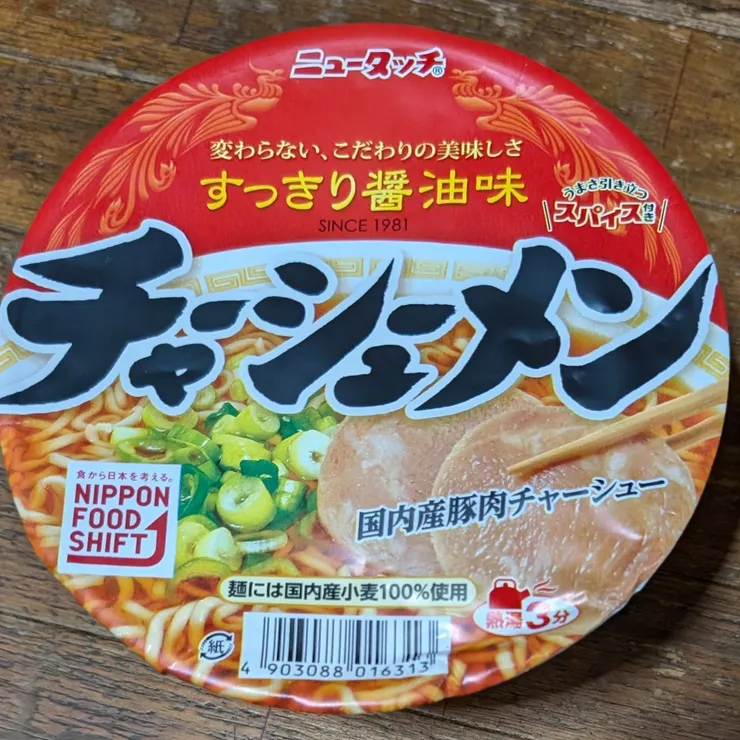 ニュータッチ®
変わらない、こだわりの美味しさ
すっきり醤油味
SINCE 1981
うまさ引き立つ
スパイス付き
チャーシューメン
国内産豚肉チャーシュー
食から日本を考える。
NIPPON
FOOD
SHIFT
麺には国内産小麦100%使用
熱湯3分
紙
4 903088 016313